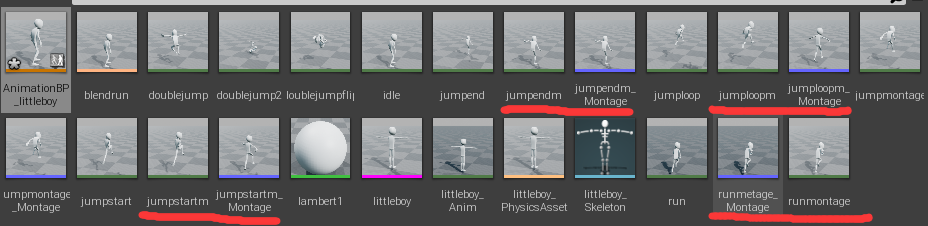 AnimationBP
_littleboy
blendrun
doublejump
doublejump2
loublejumpflip
idle
jumpend
jumpendm
jumpendm_
Montage
jumploop
jumploopm
jumploopm_
Montage
jumpmontage
umpmontage
_Montage
jumpstart
jumpstartm
jumpstartm_
Montage
lambert1
littleboy
littleboy_
Anim
littleboy_
PhysicsAsset
littleboy_
Skeleton
run
runmetage_
Montage
runmontage